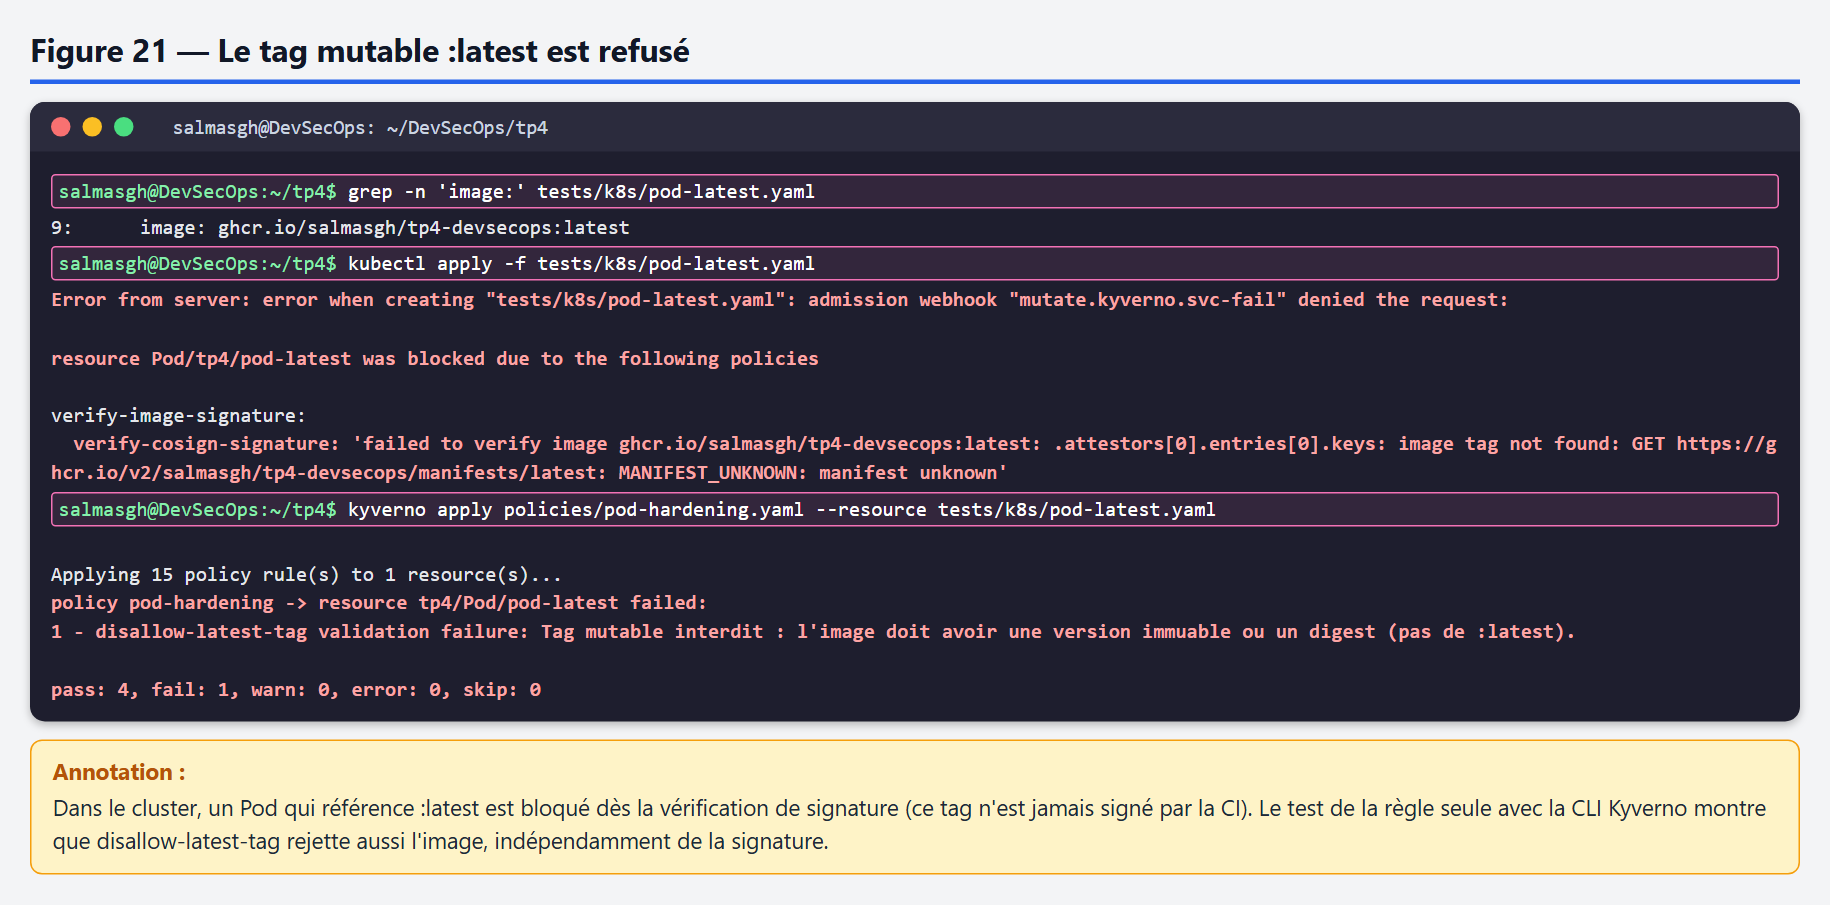 Figure 21 — Le tag mutable :latest est refusé
salmasgh@DevSecOps: ~/DevSecOps/tp4
salmasgh@DevSecOps:~/tp4$ grep -n 'image:' tests/k8s/pod-latest.yaml
9:      image: ghcr.io/salmasgh/tp4-devsecops:latest
salmasgh@DevSecOps:~/tp4$ kubectl apply -f tests/k8s/pod-latest.yaml
Error from server: error when creating "tests/k8s/pod-latest.yaml": admission webhook "mutate.kyverno.svc-fail" denied the request:
resource Pod/tp4/pod-latest was blocked due to the following policies
verify-image-signature:
  verify-cosign-signature: 'failed to verify image ghcr.io/salmasgh/tp4-devsecops:latest: .attestors[0].entries[0].keys: image tag not found: GET https://g
hcr.io/v2/salmasgh/tp4-devsecops/manifests/latest: MANIFEST_UNKNOWN: manifest unknown'
salmasgh@DevSecOps:~/tp4$ kyverno apply policies/pod-hardening.yaml --resource tests/k8s/pod-latest.yaml
Applying 15 policy rule(s) to 1 resource(s)...
policy pod-hardening -> resource tp4/Pod/pod-latest failed:
1 - disallow-latest-tag validation failure: Tag mutable interdit : l'image doit avoir une version immuable ou un digest (pas de :latest).
pass: 4, fail: 1, warn: 0, error: 0, skip: 0
Annotation :
Dans le cluster, un Pod qui référence :latest est bloqué dès la vérification de signature (ce tag n'est jamais signé par la CI). Le test de la règle seule avec la CLI Kyverno montre
que disallow-latest-tag rejette aussi l'image, indépendamment de la signature.